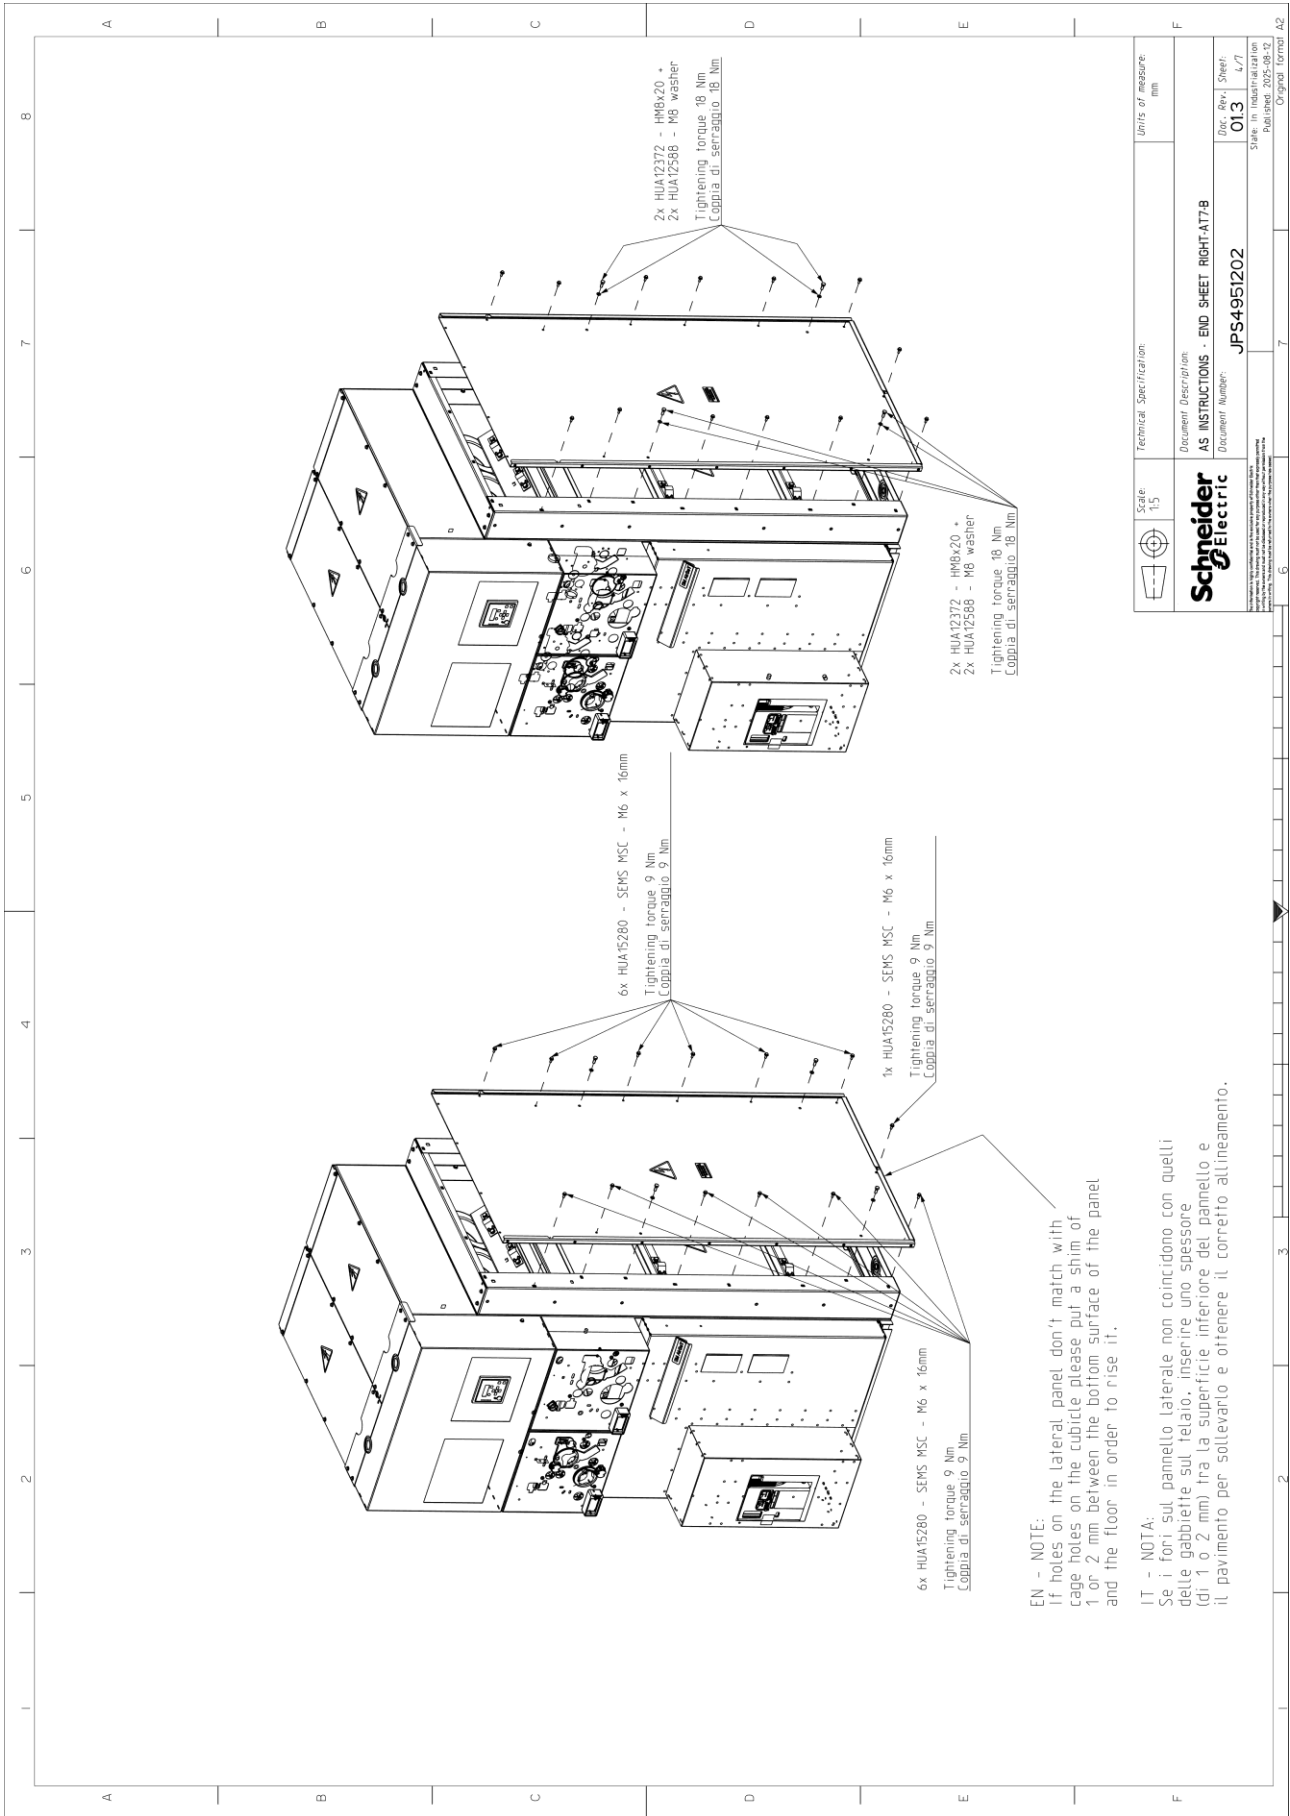 A
B
C
D
E
F
8
7
6
5
4
3
2
1
2x HUA12372 - HM8x20 +
2x HUA12588 - M8 washer
Tightening torque 18 Nm
Coppia di serraggio 18 Nm
2x HUA12372 - HM8x20 +
2x HUA12588 - M8 washer
Tightening torque 18 Nm
Coppia di serraggio 18 Nm
6x HUA15280 - SEMS MSC - M6 x 16mm
Tightening torque 9 Nm
Coppia di serraggio 9 Nm
1x HUA15280 - SEMS MSC - M6 x 16mm
Tightening torque 9 Nm
Coppia di serraggio 9 Nm
6x HUA15280 - SEMS MSC - M6 x 16mm
Tightening torque 9 Nm
Coppia di serraggio 9 Nm
EN - NOTE:
If holes on the lateral panel don't match with
cage holes on the cubicle please put a shim of
1 or 2 mm between the bottom surface of the panel
and the floor in order to rise it.
IT - NOTA:
Se i fori sul pannello laterale non coincidono con quelli
delle gabbiette sul telaio, inserire uno spessore
(di 1 o 2 mm) tra la superficie inferiore del pannello e
il pavimento per sollevarlo e ottenere il corretto allineamento.
Scale:
1:5
Technical Specification:
Units of measure:
mm
Schneider
Electric
Document Description:
AS INSTRUCTIONS - END SHEET RIGHT-AT7-B
Document Number:
JPS4951202
Doc. Rev.
01.3
Sheet:
4/7
State: In Industrialization
Published: 2025-08-12
Original format A2
1
2
3
6
7
A
B
C
D
E
F